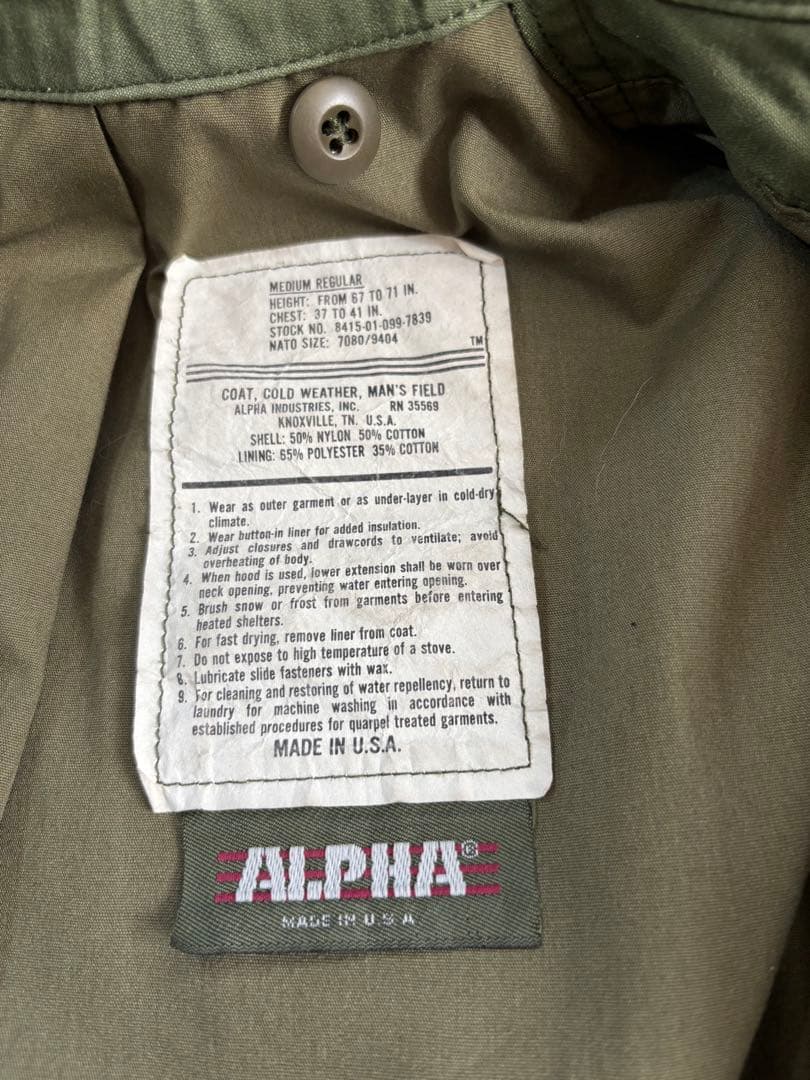 MEDIUM REGULAR
HEIGHT: FROM 67 TO 71 IN.
CHEST: 37 TO 41 IN.
STOCK NO. 8415-01-099-7839
NATO SIZE: 7080/9404
TM
COAT, COLD WEATHER, MAN'S FIELD
ALPHA INDUSTRIES, INC. RN 35569
KNOXVILLE, TN. U.S.A.
SHELL: 50% NYLON 50% COTTON
LINING: 65% POLYESTER 35% COTTON
1. Wear as outer garment or as under-layer in cold-dry
climate.
2. Wear button-in liner for added insulation.
3. Adjust closures and drawcords to ventilate; avoid
overheating of body.
4. When hood is used, lower extension shall be worn over
neck opening, preventing water entering opening.
5. Brush snow or frost from garments before entering
heated shelters.
6. For fast drying, remove liner from coat.
7. Do not expose to high temperature of a stove.
8. Lubricate slide fasteners with wax.
9. For cleaning and restoring of water repellency, return to
laundry for machine washing in accordance with
established procedures for quarpel treated garments.
MADE IN U.S.A.
ALPHA®
MADE IN U.S.A